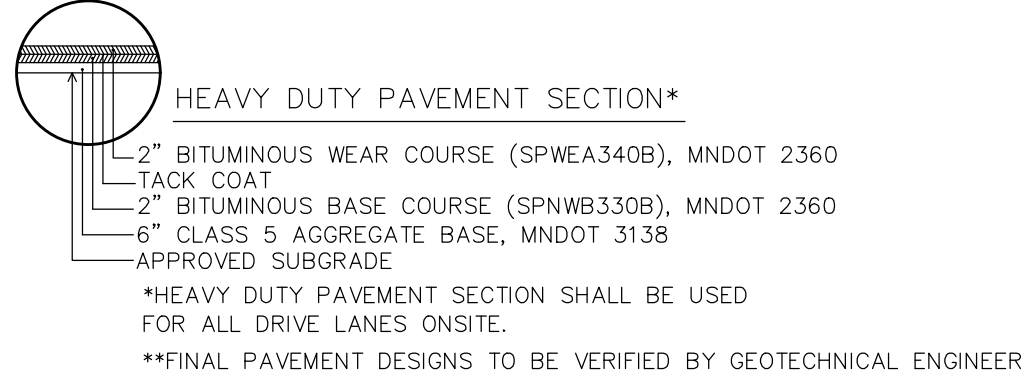 HEAVY DUTY PAVEMENT SECTION*
2" BITUMINOUS WEAR COURSE (SPWEA340B), MNDOT 2360
TACK COAT
2" BITUMINOUS BASE COURSE (SPNWB330B), MNDOT 2360
6" CLASS 5 AGGREGATE BASE, MNDOT 3138
APPROVED SUBGRADE
*HEAVY DUTY PAVEMENT SECTION SHALL BE USED
FOR ALL DRIVE LANES ONSITE.
**FINAL PAVEMENT DESIGNS TO BE VERIFIED BY GEOTECHNICAL ENGINEER